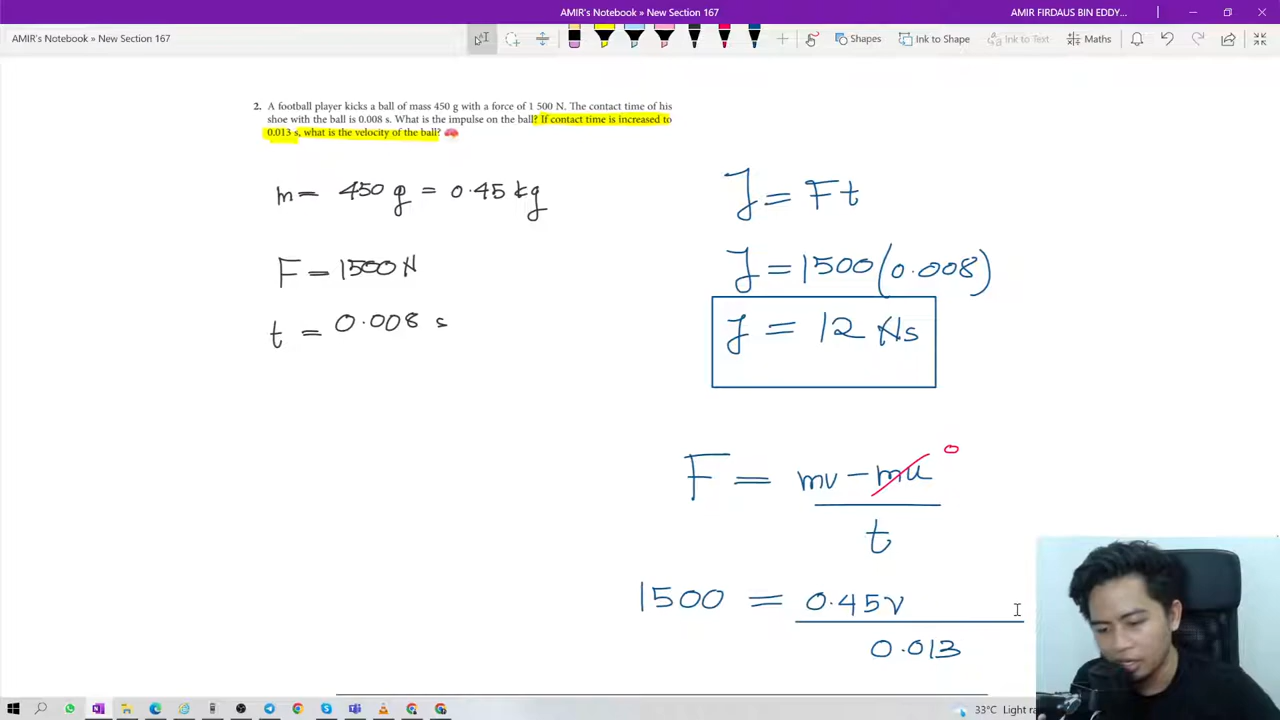 AMIR's Notebook » New Section 167
AMIR FIRDAUS BIN EDDY...
AMIR's Notebook » New Section 167
Shapes
Ink to Shape
Ink to Text
Maths
2. A football player kicks a ball of mass 450 g with a force of 1 500 N. The contact time of his
shoe with the ball is 0.008 s. What is the impulse on the ball? If contact time is increased to
0.013 s, what is the velocity of the ball?
m = 450 g = 0.45 kg
F = 1500 N
t = 0.008 s
J = Ft
J = 1500(0.008)
J = 12 Ns
F = mv - mu
0
t
1500 = 0.45v
0.013
33°C Light ra